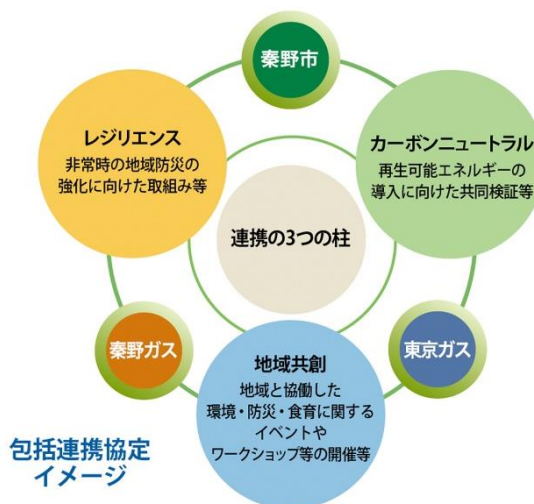 秦野市
レジリエンス
非常時の地域防災の
強化に向けた取組み等
カーボンニュートラル
再生可能エネルギーの
導入に向けた共同検証等
連携の3つの柱
秦野ガス
東京ガス
地域共創
地域と協働した
環境・防災・食育に関する
イベントや
ワークショップ等の開催等
包括連携協定
イメージ